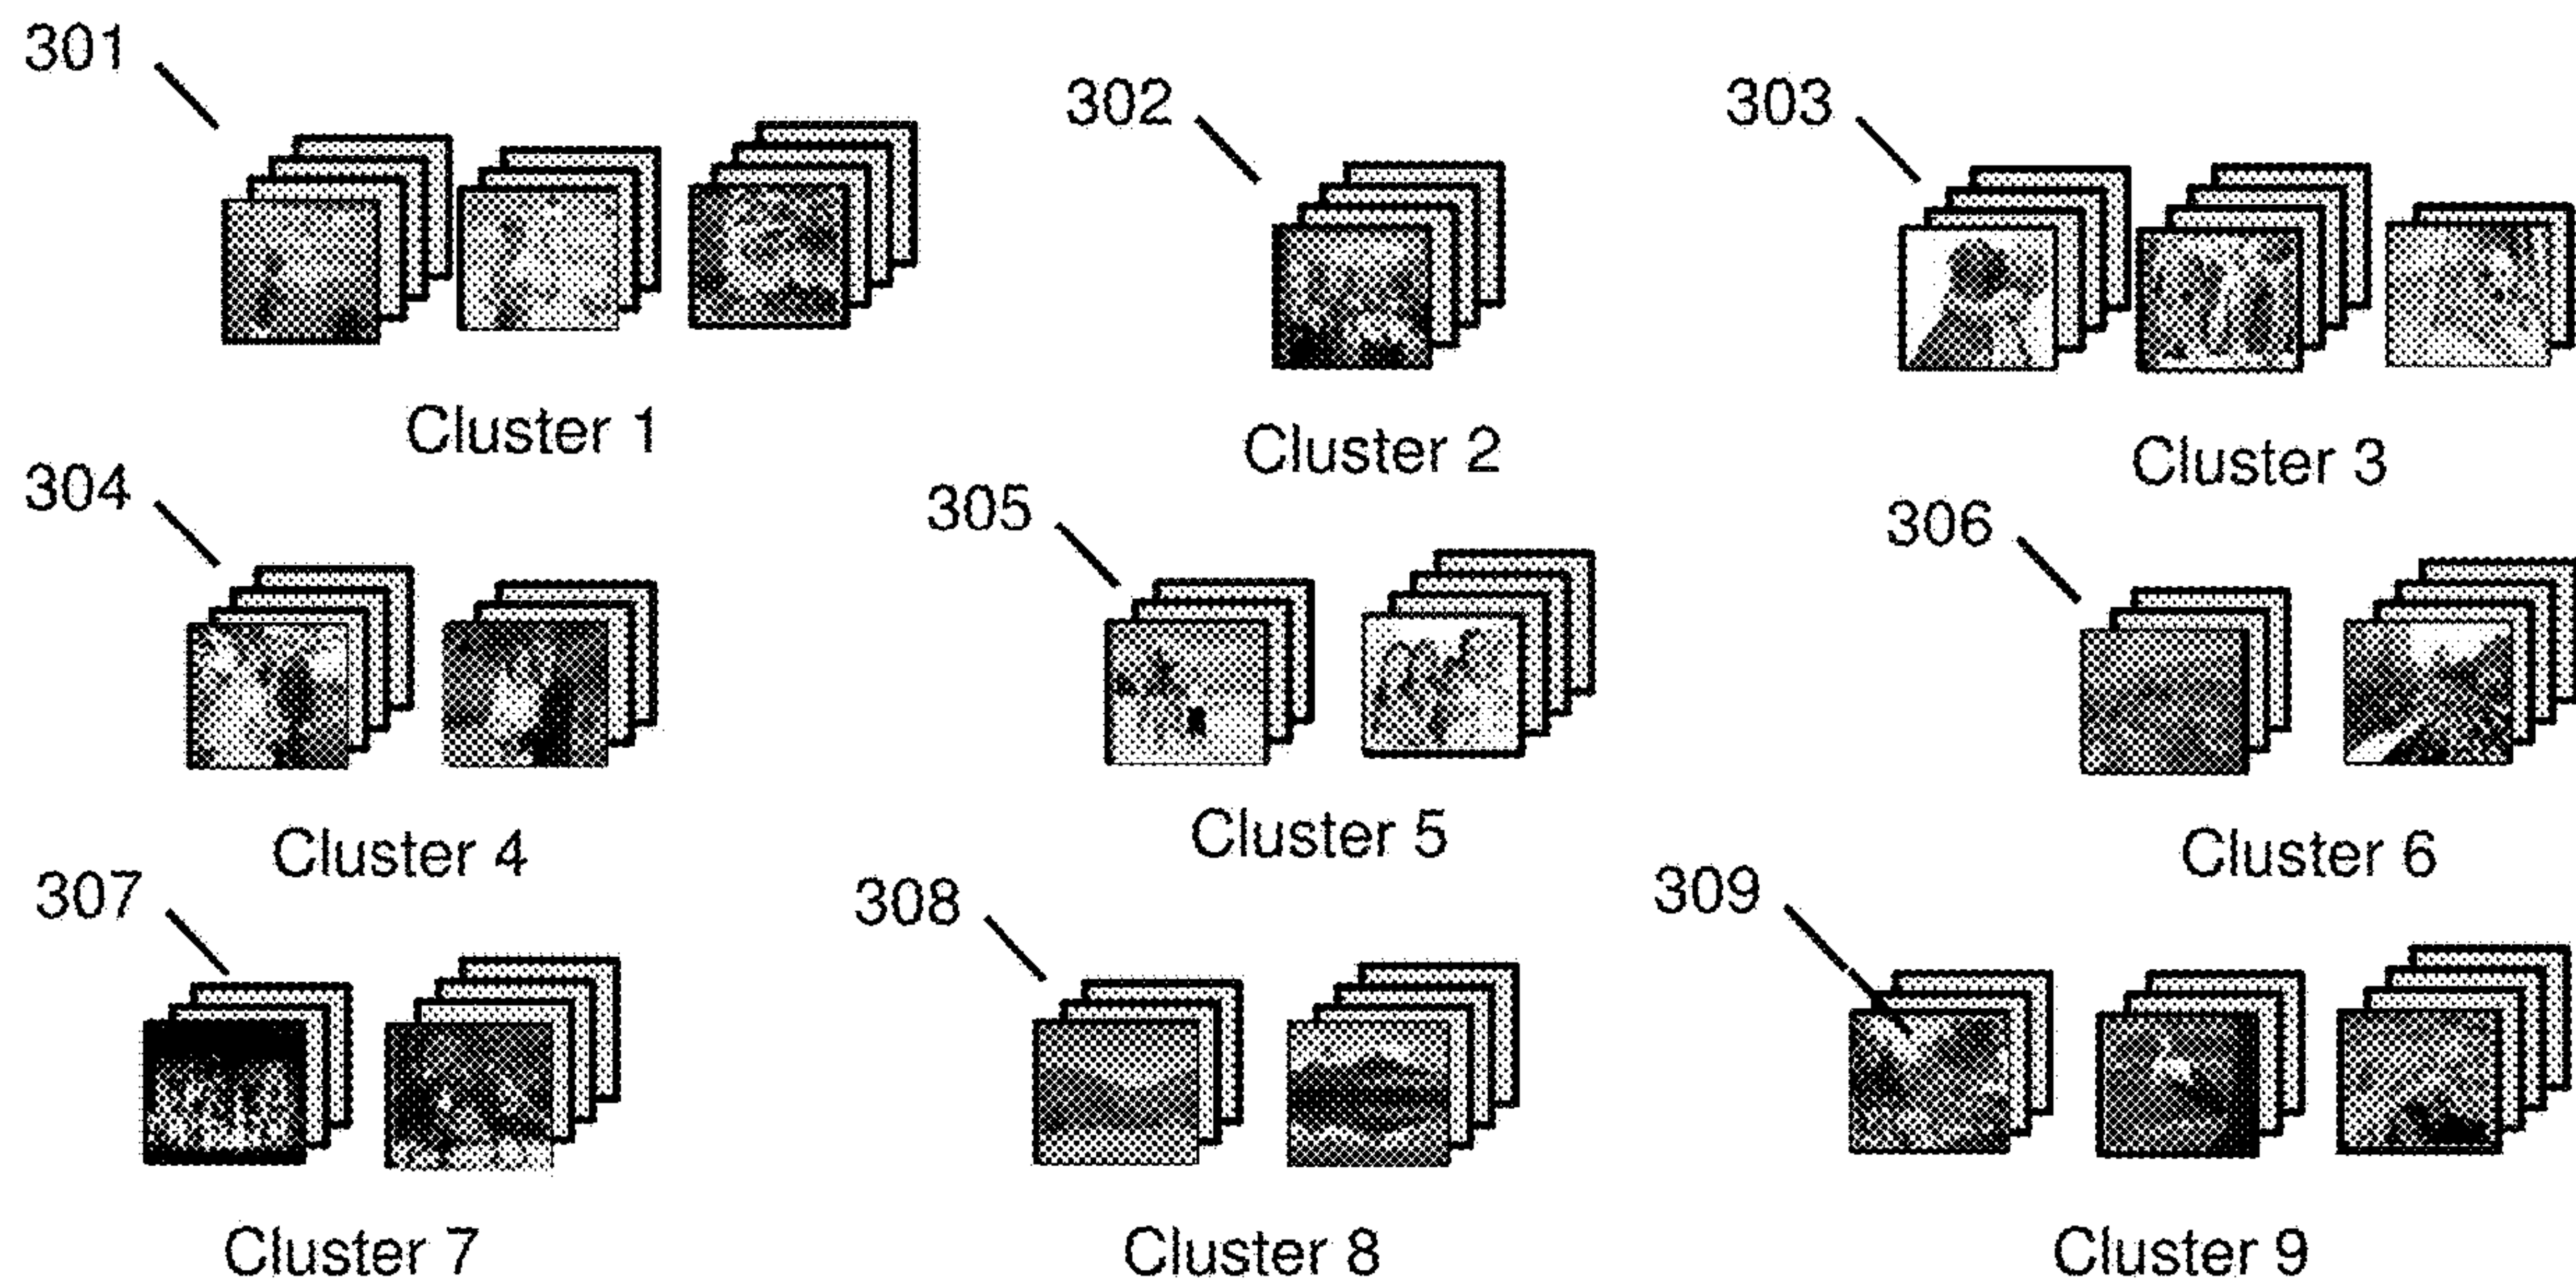 301
302
303
Cluster 1
Cluster 2
Cluster 3
304
305
306
Cluster 4
Cluster 5
Cluster 6
307
308
309
Cluster 7
Cluster 8
Cluster 9